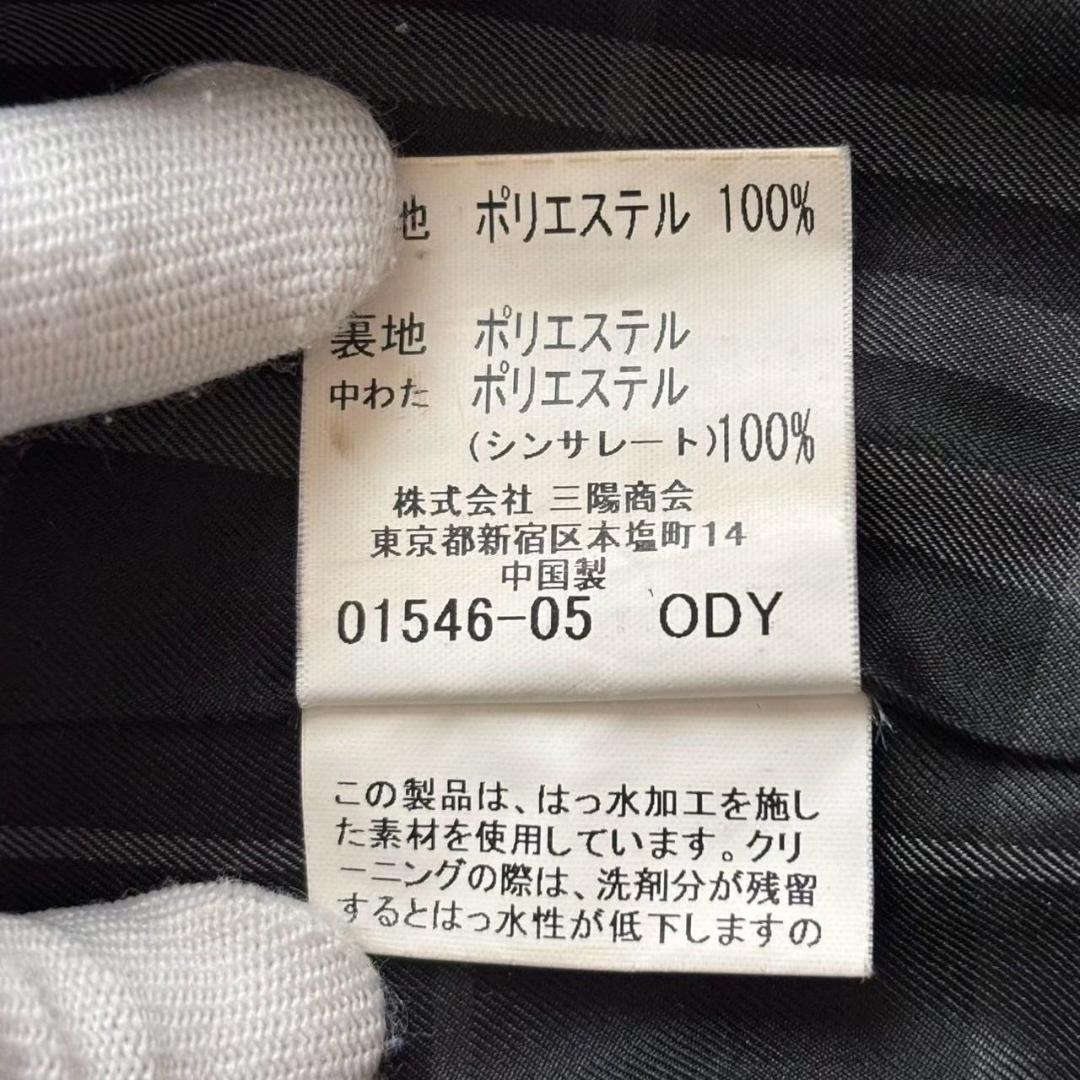 地 ポリエステル 100%
裏地 ポリエステル
中わた ポリエステル
(シンサレート)100%
株式会社 三陽商会
東京都新宿区本塩町14
中国製
01546-05 ODY
この製品は、はっ水加工を施し
た素材を使用しています。クリ
ーニングの際は、洗剤分が残留
するとはっ水性が低下しますの